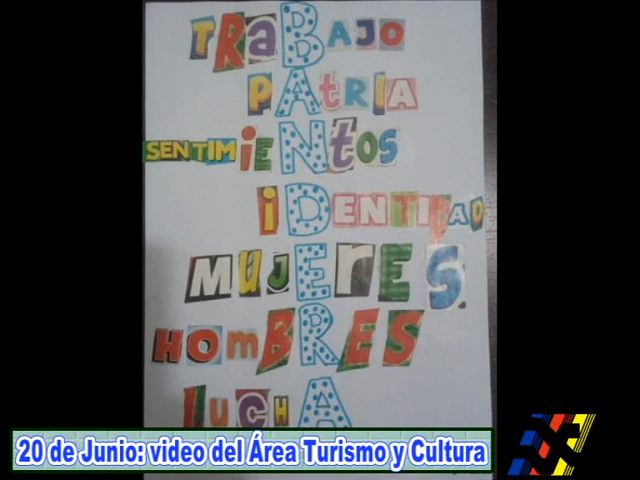 TRABAJO
PATRIA
SENTIMIENtOS
iDENTIDAD
MUJErES
HOmBRES
LUCHA
20 de Junio: video del Área Turismo y Cultura